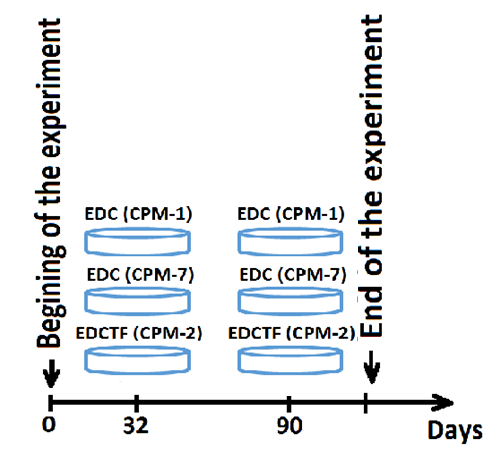 Begining of the experiment
EDC (CPM-1)
EDC (CPM-7)
EDCTF (CPM-2)
EDC (CPM-1)
EDC (CPM-7)
EDCTF (CPM-2)
End of the experiment
0
32
90
Days